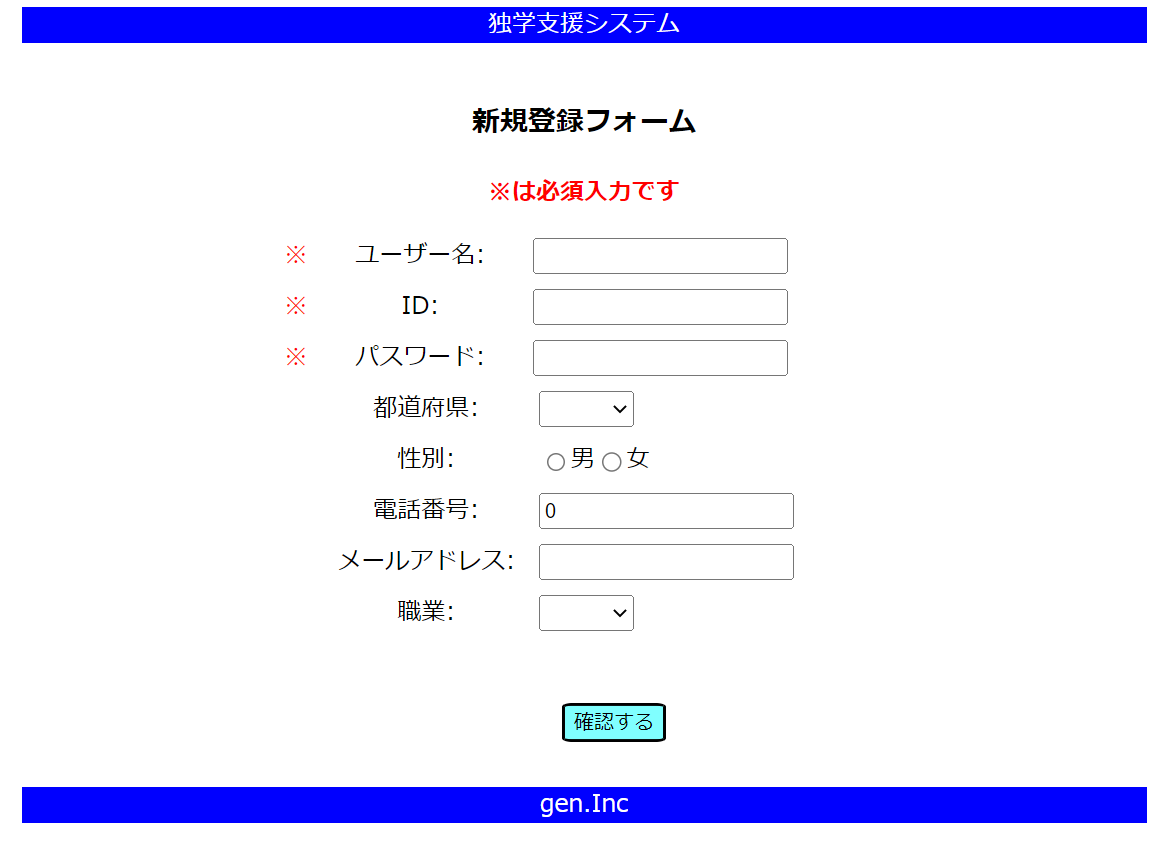 独学支援システム
新規登録フォーム
※は必須入力です
※ ユーザー名:
※ ID:
※ パスワード:
都道府県:
性別: 男 女
電話番号: 0
メールアドレス:
職業:
確認する
gen.Inc